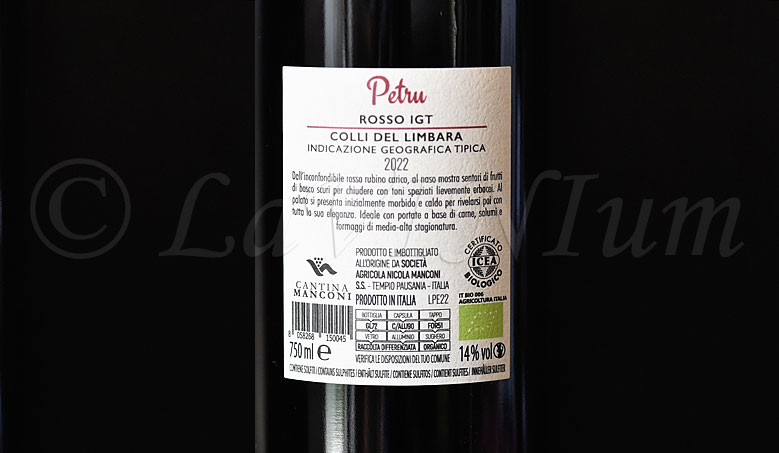 Petru
ROSSO IGT
COLLI DEL LIMBARA
INDICAZIONE GEOGRAFICA TIPICA
2022
Dall'inconfondibile rosso rubino carico, al naso mostra sentori di frutti
di bosco scuri per chiudere con toni speziati lievemente erbacei. Al
palato si presenta inizialmente morbido e caldo per rivelarsi poi con
tutta la sua eleganza. Ideale con portate a base di carne, salumi e
formaggi di media-alta stagionatura.
© LaVINIum
CANTINA
MANCONI
PRODOTTO E IMBOTTIGLIATO
ALL'ORIGINE DA SOCIETÀ
AGRICOLA NICOLA MANCONI
S.S. - TEMPIO PAUSANIA - ITALIA
PRODOTTO IN ITALIA LPE22
CERTIFICATO
ICEA
BIOLOGICO
IT BIO 006
AGRICOLTURA ITALIA
BOTTIGLIA CAPSULA TAPPO
GL72 C/ALU90 FOR51
VETRO ALLUMINIO SUGHERO
RACCOLTA DIFFERENZIATA ORGANICO
VERIFICA LE DISPOSIZIONI DEL TUO COMUNE
8 058268 150045
750 ml e
14% vol
CONTIENE SOLFITI / CONTAINS SULPHITES / ENTHÄLT SULFITE / CONTIENE SULFITOS / CONTIENT SULFITES / INNEHÅLLER SULFITER